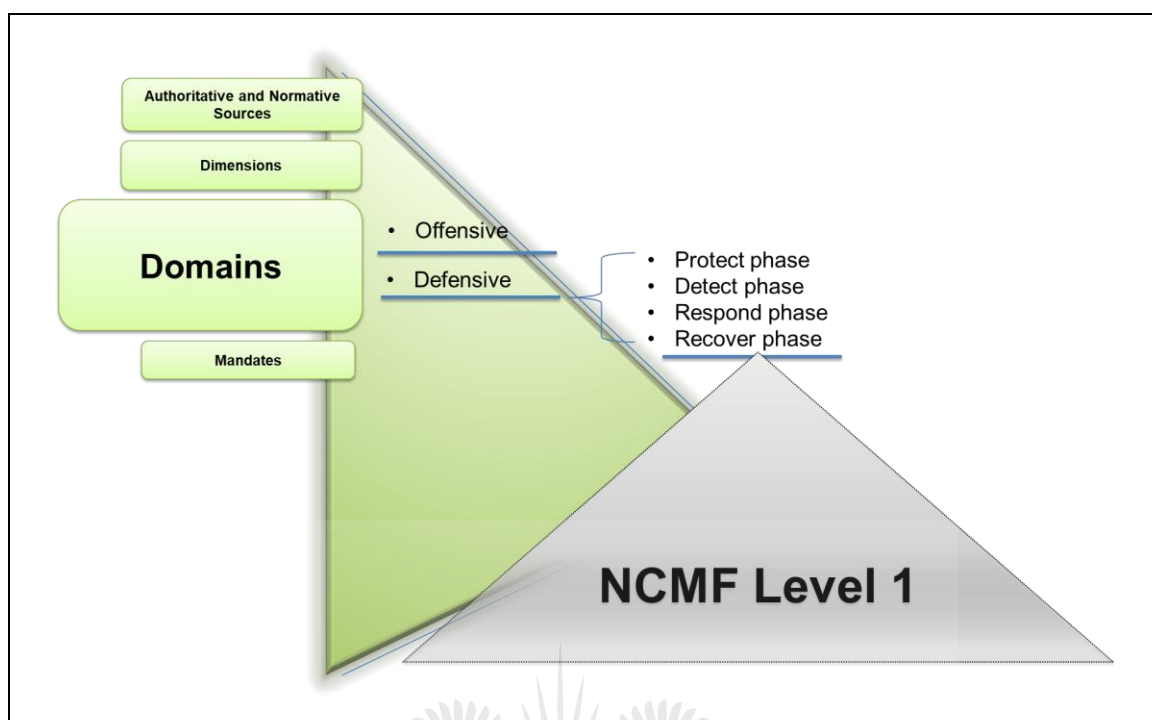 Authoritative and Normative
Sources
Dimensions
Domains
• Offensive
• Defensive
• Protect phase
• Detect phase
• Respond phase
• Recover phase
Mandates
NCMF Level 1